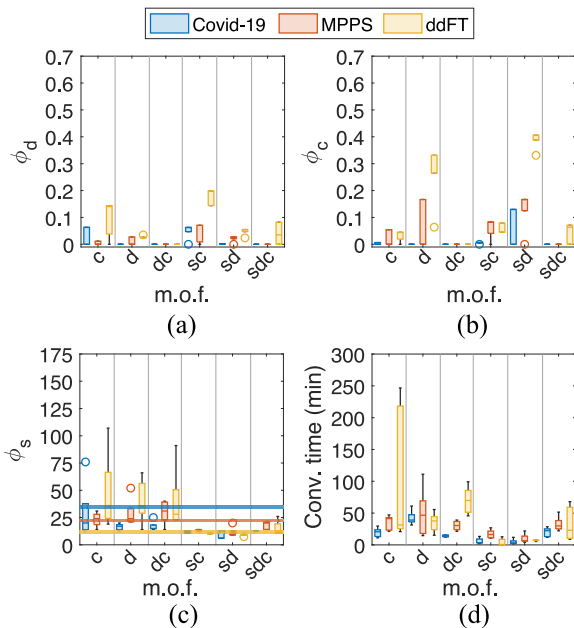 Covid-19 MPPS ddFT
0.7 0.7
0.6 0.6
0.5 0.5
0.4 0.4
0.3 0.3
0.2 0.2
0.1 0.1
0 0
ϕd ϕc
c d dc sc sd sdc c d dc sc sd sdc
m.o.f. m.o.f.
(a) (b)
175 300
150 250
125 200
100 150
75 100
50 50
25 0
0
ϕs Conv. time (min)
c d dc sc sd sdc c d dc sc sd sdc
m.o.f. m.o.f.
(c) (d)